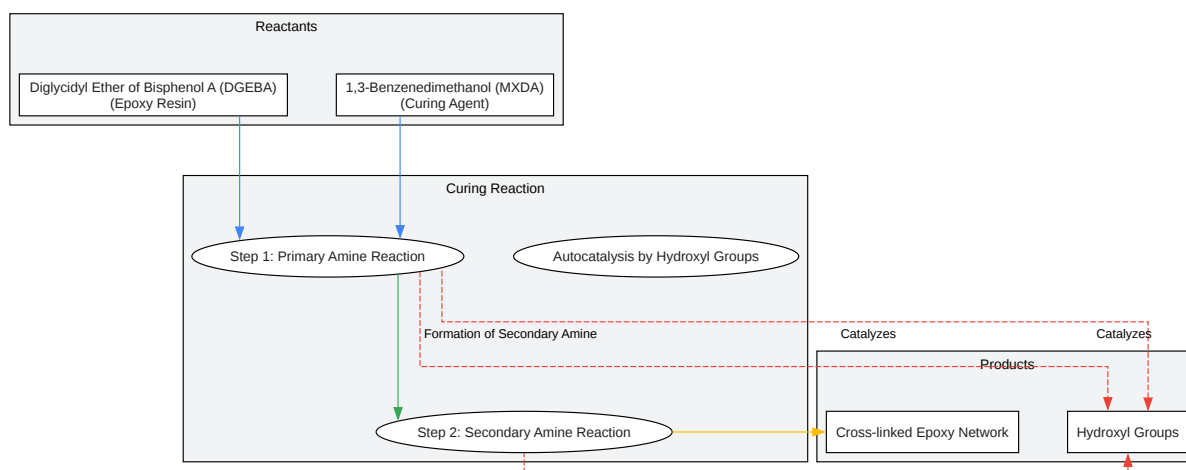 Reactants
Diglycidyl Ether of Bisphenol A (DGEBA)
(Epoxy Resin)
1,3-Benzenedimethanol (MXDA)
(Curing Agent)
Curing Reaction
Step 1: Primary Amine Reaction
Autocatalysis by Hydroxyl Groups
Formation of Secondary Amine
Catalyzes
Catalyzes
Products
Step 2: Secondary Amine Reaction
Cross-linked Epoxy Network
Hydroxyl Groups